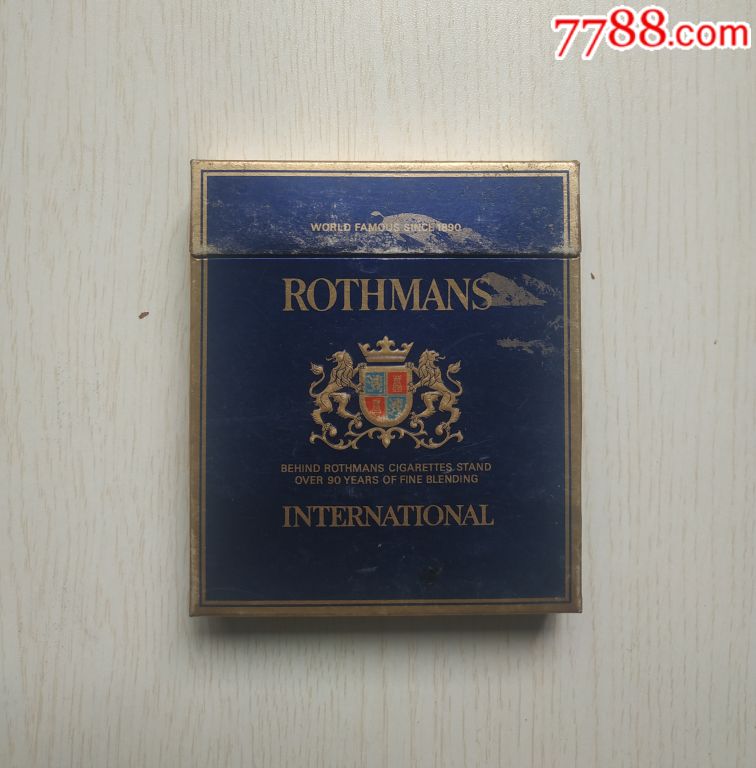 7788.com
WORLD FAMOUS SINCE 1890
ROTHMANS
BEHIND ROTHMANS CIGARETTES STAND
OVER 90 YEARS OF FINE BLENDING
INTERNATIONAL